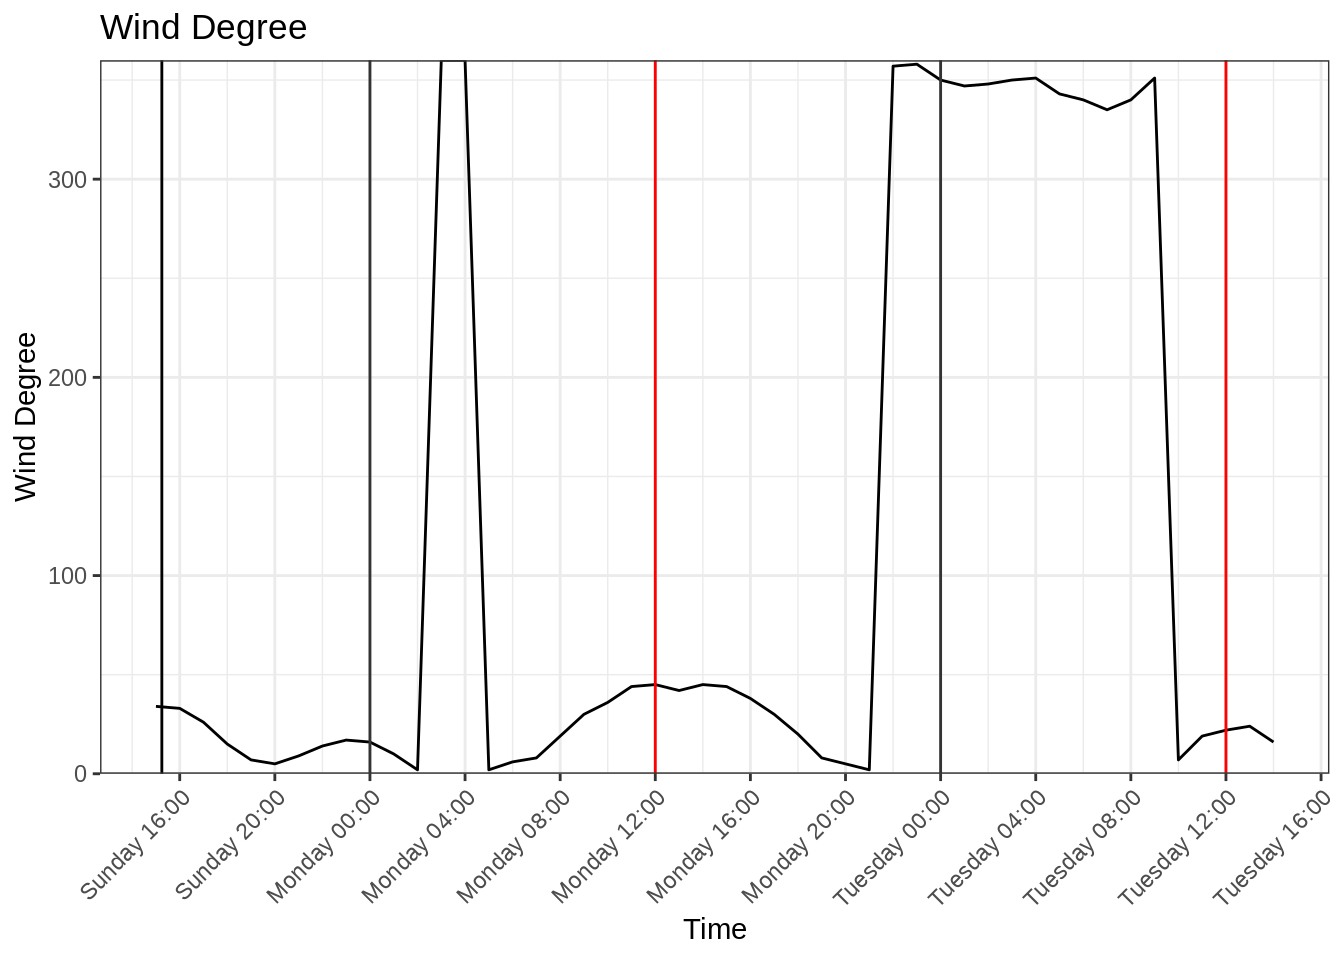 Wind Degree
Wind Degree
300
200
100
0
Sunday 16:00
Sunday 20:00
Monday 00:00
Monday 04:00
Monday 08:00
Monday 12:00
Monday 16:00
Monday 20:00
Tuesday 00:00
Tuesday 04:00
Tuesday 08:00
Tuesday 12:00
Tuesday 16:00
Time